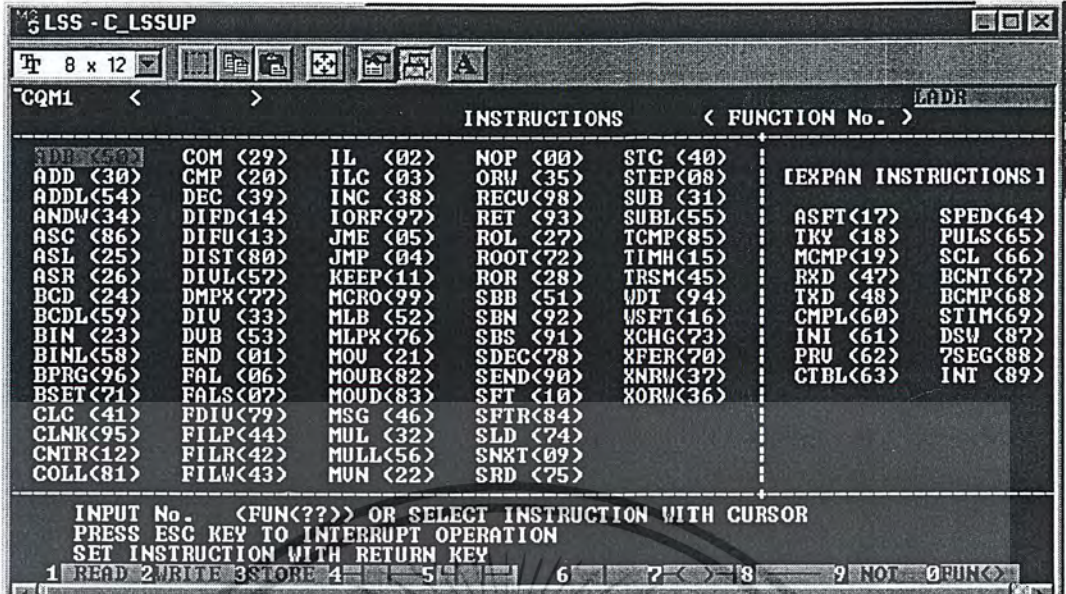 LSS - C_LSSUP
8 x 12
CQM1 < > LADR
INSTRUCTIONS < FUNCTION No. >
ADB (50) COM (29) IL (02) NOP (00) STC (40)
ADD (30) CMP (20) ILC (03) ORW (35) STEP(08) [EXPAN INSTRUCTIONS]
ADDL(54) DEC (39) INC (38) RECV(98) SUB (31)
ANDW(34) DIFD(14) IORF(97) RET (93) SUBL(55) ASFT(17) SPED(64)
ASC (86) DIFU(13) JME (05) ROL (27) TCMP(85) TKY (18) PULS(65)
ASL (25) DIST(80) JMP (04) ROOT(72) TIMH(15) MCMP(19) SCL (66)
ASR (26) DIVL(57) KEEP(11) ROR (28) TRSM(45) RXD (47) BCNT(67)
BCD (24) DMPX(77) MCRO(99) SBB (51) WDT (94) TXD (48) BCMP(68)
BCDL(59) DIV (33) MLB (52) SBN (92) WSFT(16) CMPL(60) STIM(69)
BIN (23) DVB (53) MLPX(76) SBS (91) XCHG(73) INI (61) DSW (87)
BINL(58) END (01) MOV (21) SDEC(78) XFER(70) PRV (62) 7SEG(88)
BPRG(96) FAL (06) MOVB(82) SEND(90) XNRW(37) CTBL(63) INT (89)
BSET(71) FALS(07) MOVD(83) SFT (10) XORW(36)
CLC (41) FDIV(79) MSG (46) SFTR(84)
CLNK(95) FILP(44) MUL (32) SLD (74)
CNTR(12) FILR(42) MULL(56) SNXT(09)
COLL(81) FILW(43) MVN (22) SRD (75)
INPUT No. (FUN(??)) OR SELECT INSTRUCTION WITH CURSOR
PRESS ESC KEY TO INTERRUPT OPERATION
SET INSTRUCTION WITH RETURN KEY
1 READ 2WRITE 3STORE 4 5 6 7 < > 8 9 NOT 0FUN<>